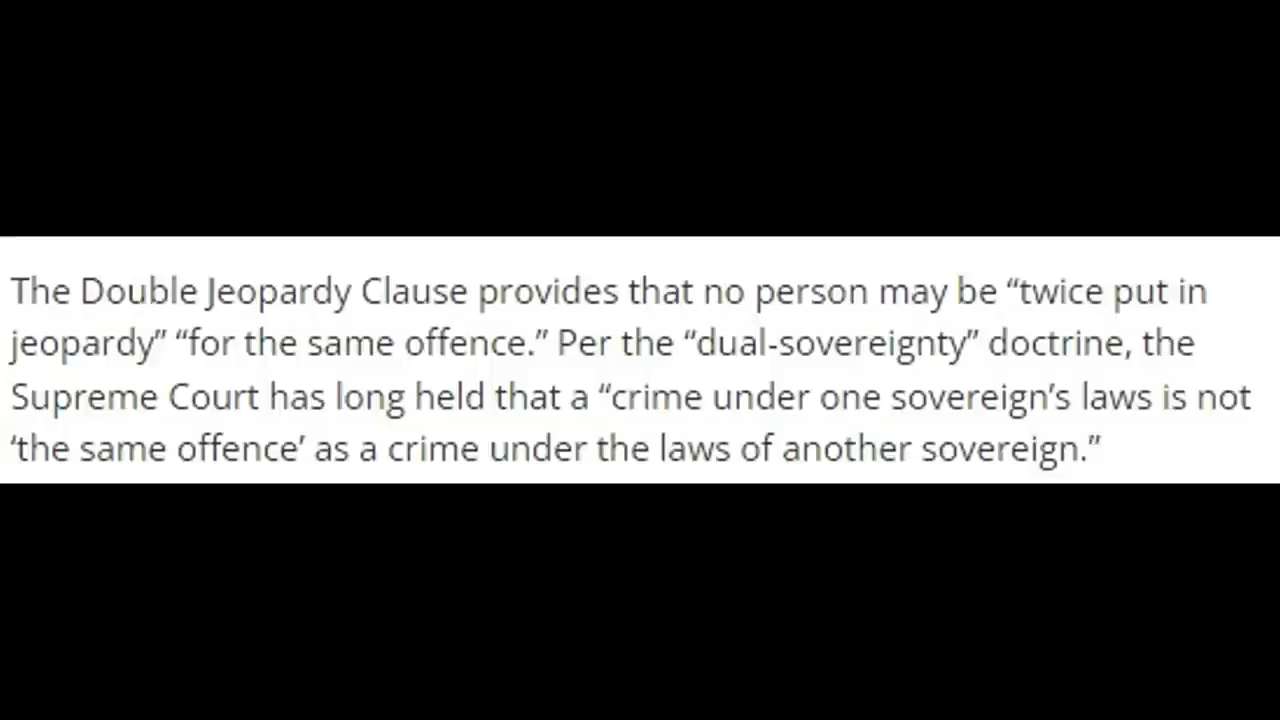 The Double Jeopardy Clause provides that no person may be “twice put in
jeopardy” “for the same offence.” Per the “dual-sovereignty” doctrine, the
Supreme Court has long held that a “crime under one sovereign’s laws is not
‘the same offence’ as a crime under the laws of another sovereign.”